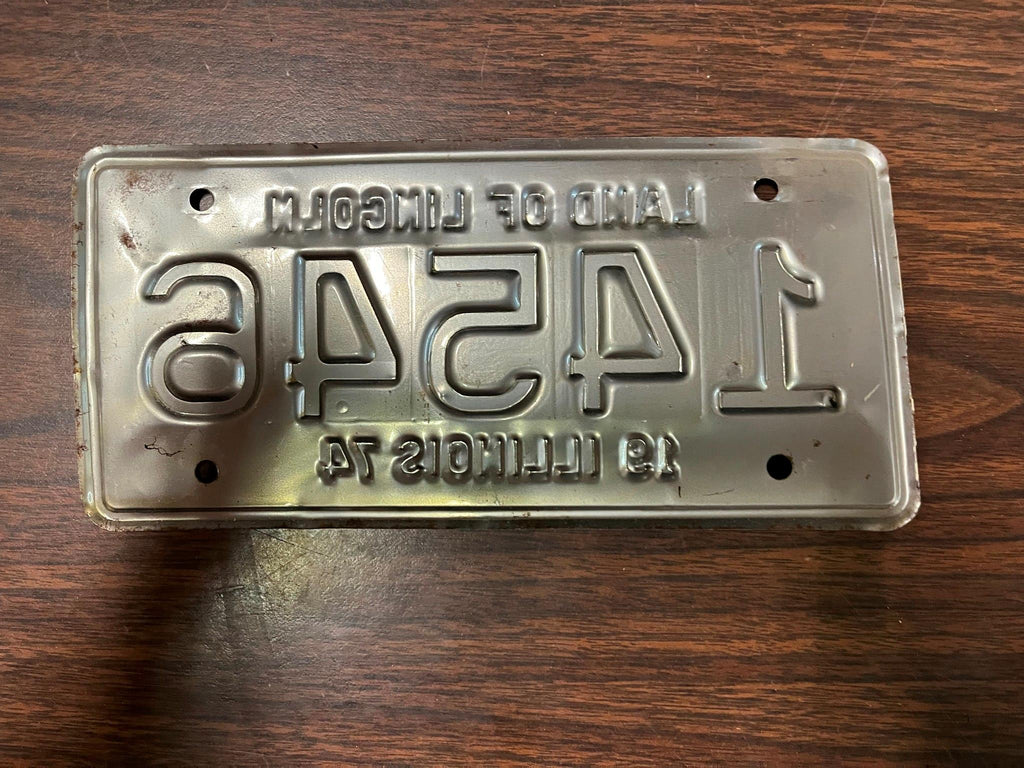 LAND OF LINCOLN
14546
19 ILLINOIS 74